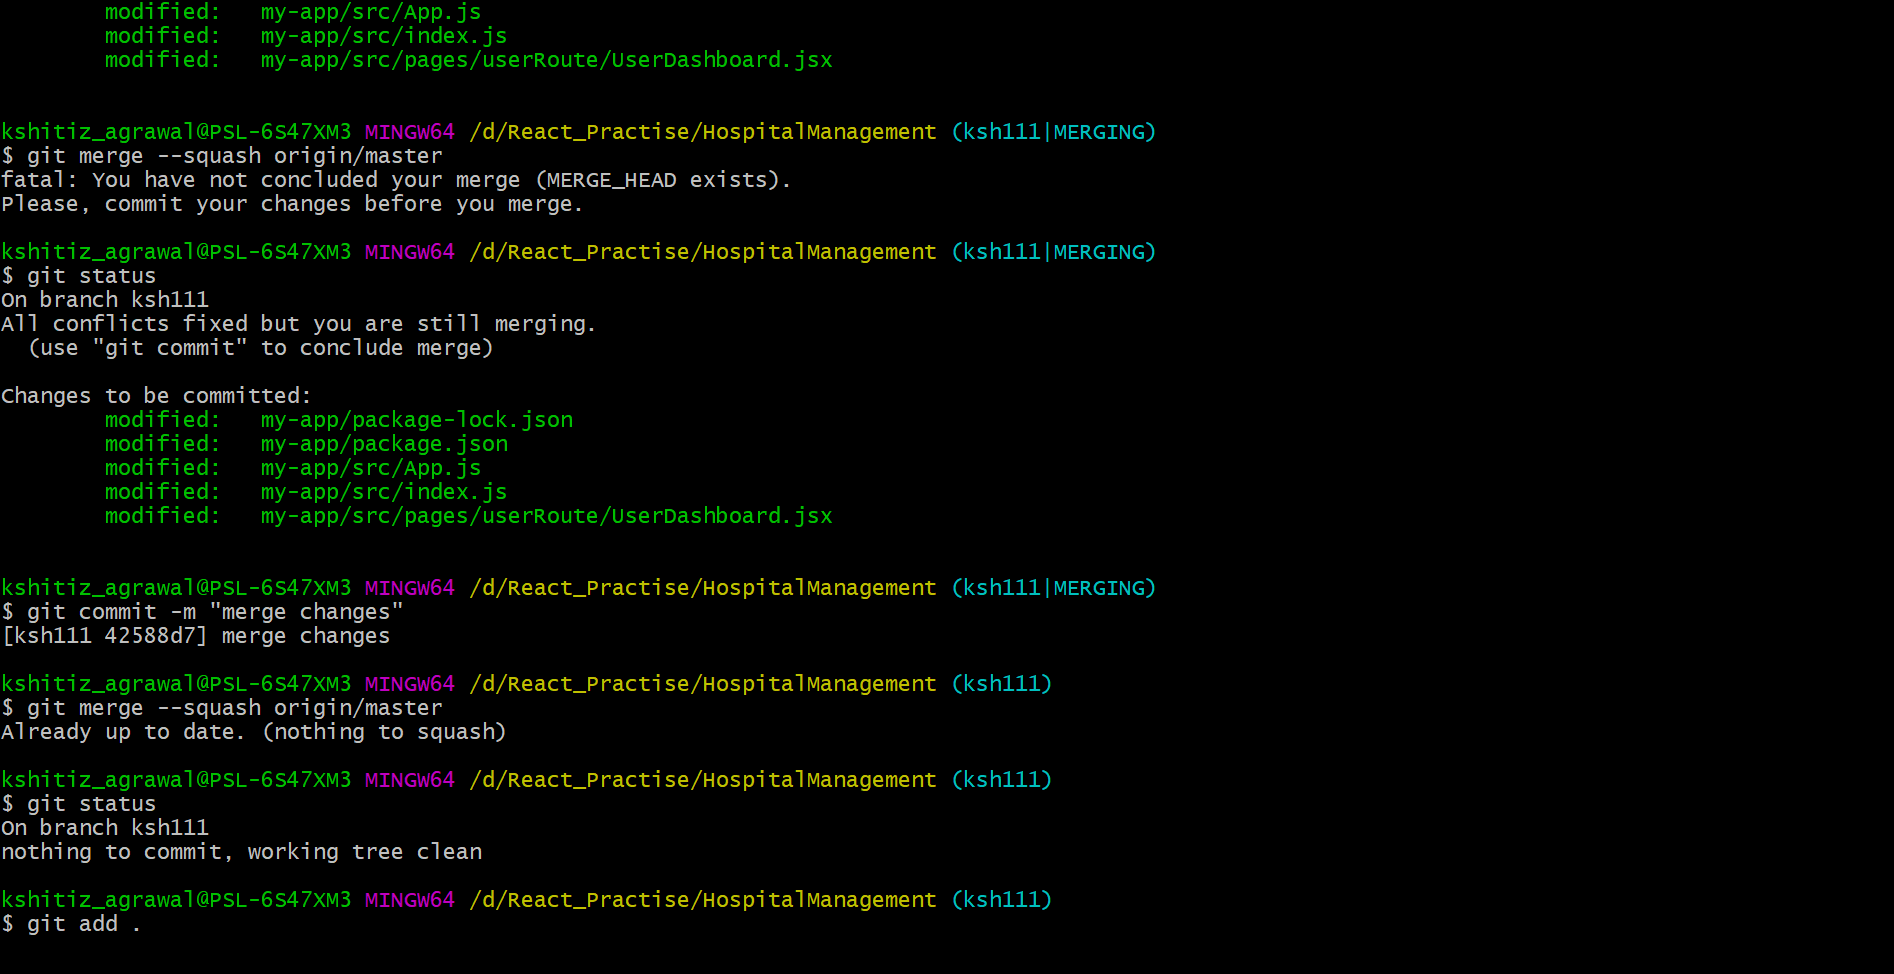 modified:   my-app/src/App.js
modified:   my-app/src/index.js
modified:   my-app/src/pages/userRoute/UserDashboard.jsx
kshitiz_agrawal@PSL-6S47XM3 MINGW64 /d/React_Practise/HospitalManagement (ksh111|MERGING)
$ git merge --squash origin/master
fatal: You have not concluded your merge (MERGE_HEAD exists).
Please, commit your changes before you merge.
kshitiz_agrawal@PSL-6S47XM3 MINGW64 /d/React_Practise/HospitalManagement (ksh111|MERGING)
$ git status
On branch ksh111
All conflicts fixed but you are still merging.
  (use "git commit" to conclude merge)
Changes to be committed:
modified:   my-app/package-lock.json
modified:   my-app/package.json
modified:   my-app/src/App.js
modified:   my-app/src/index.js
modified:   my-app/src/pages/userRoute/UserDashboard.jsx
kshitiz_agrawal@PSL-6S47XM3 MINGW64 /d/React_Practise/HospitalManagement (ksh111|MERGING)
$ git commit -m "merge changes"
[ksh111 42588d7] merge changes
kshitiz_agrawal@PSL-6S47XM3 MINGW64 /d/React_Practise/HospitalManagement (ksh111)
$ git merge --squash origin/master
Already up to date. (nothing to squash)
kshitiz_agrawal@PSL-6S47XM3 MINGW64 /d/React_Practise/HospitalManagement (ksh111)
$ git status
On branch ksh111
nothing to commit, working tree clean
kshitiz_agrawal@PSL-6S47XM3 MINGW64 /d/React_Practise/HospitalManagement (ksh111)
$ git add .